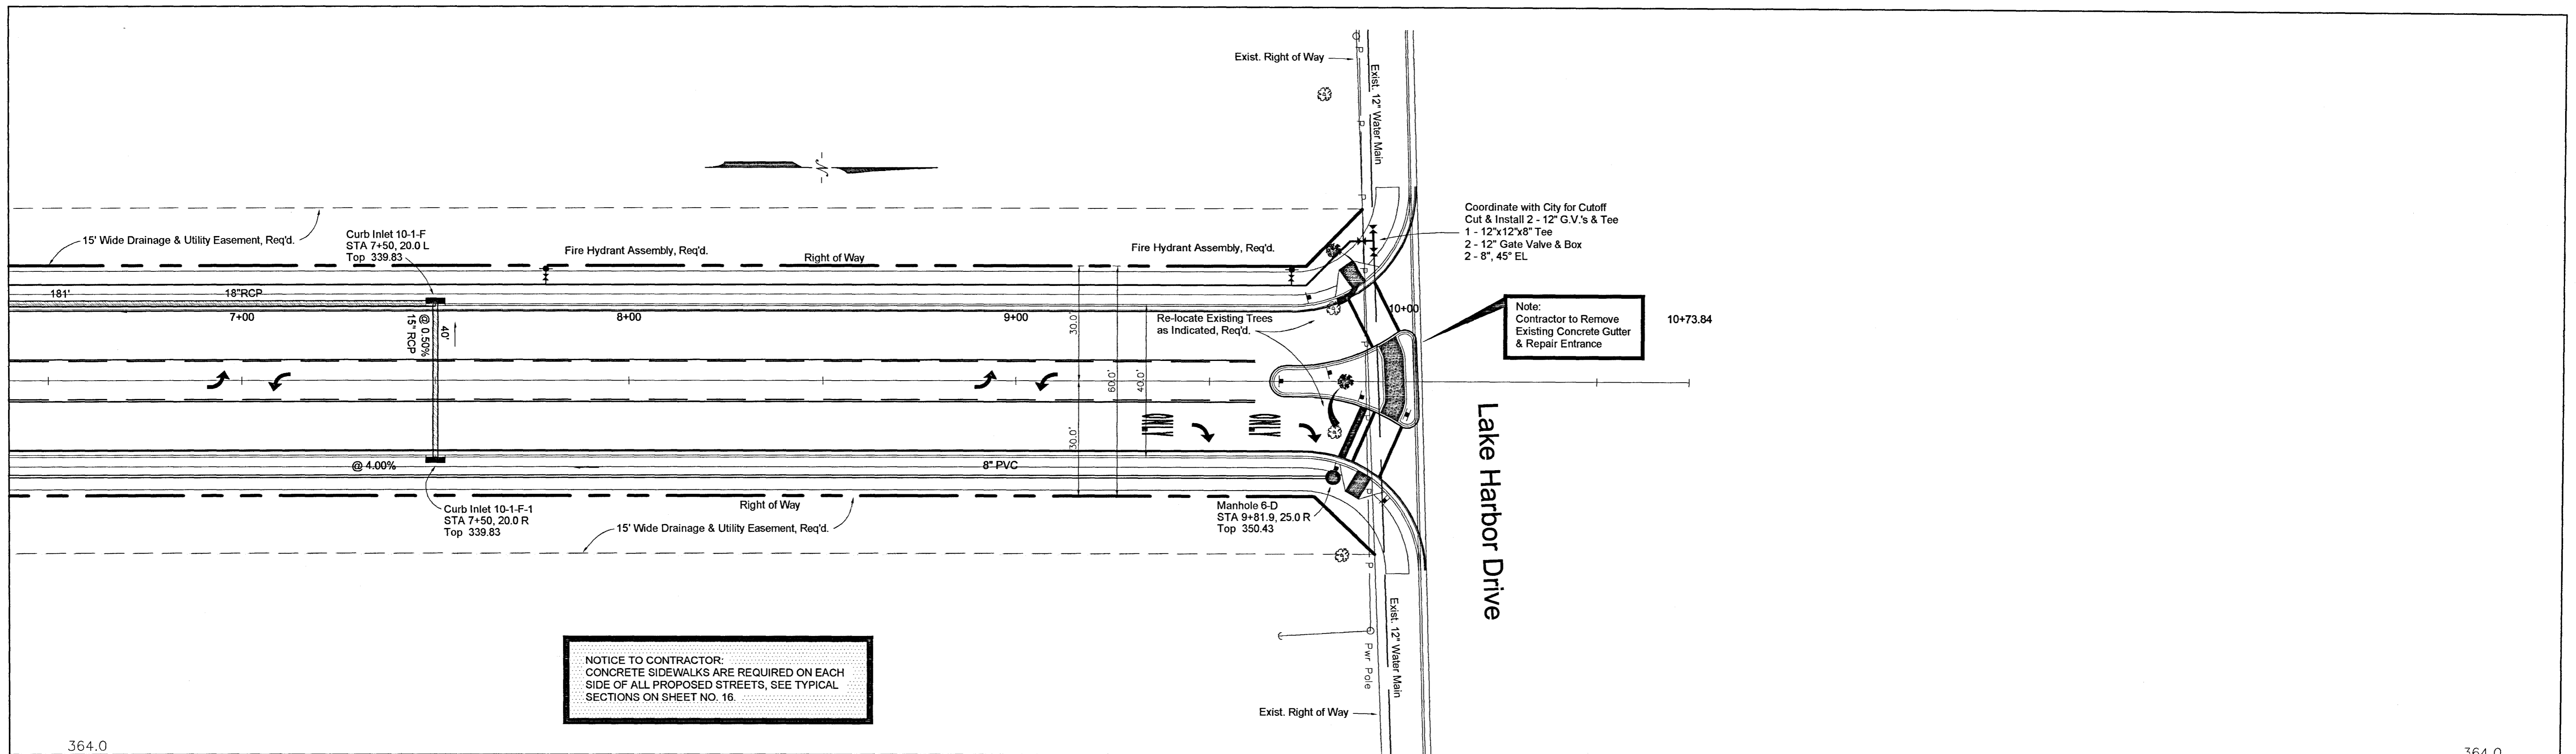 Exist. Right of Way
Exist. 12" Water Main
Coordinate with City for Cutoff
Cut & Install 2 - 12" G.V.'s & Tee
1 - 12"x12"x8" Tee
2 - 12" Gate Valve & Box
2 - 8", 45° EL
15' Wide Drainage & Utility Easement, Req'd.
Curb Inlet 10-1-F
STA 7+50, 20.0 L
Top 339.83
Fire Hydrant Assembly, Req'd.
Right of Way
Fire Hydrant Assembly, Req'd.
181'
18"RCP
7+00
8+00
9+00
10+00
15" RCP
@ 0.50%
40'
30.0'
60.0'
40.0'
30.0'
Re-locate Existing Trees
as Indicated, Req'd.
Note:
Contractor to Remove
Existing Concrete Gutter
& Repair Entrance
10+73.84
Lake Harbor Drive
@ 4.00%
8" PVC
Curb Inlet 10-1-F-1
STA 7+50, 20.0 R
Top 339.83
Right of Way
15' Wide Drainage & Utility Easement, Req'd.
Manhole 6-D
STA 9+81.9, 25.0 R
Top 350.43
P
P
P
P
P
P
P
P
Pwr Pole
Exist. 12" Water Main
Exist. Right of Way
NOTICE TO CONTRACTOR:
CONCRETE SIDEWALKS ARE REQUIRED ON EACH
SIDE OF ALL PROPOSED STREETS, SEE TYPICAL
SECTIONS ON SHEET NO. 16.
364.0
364.0